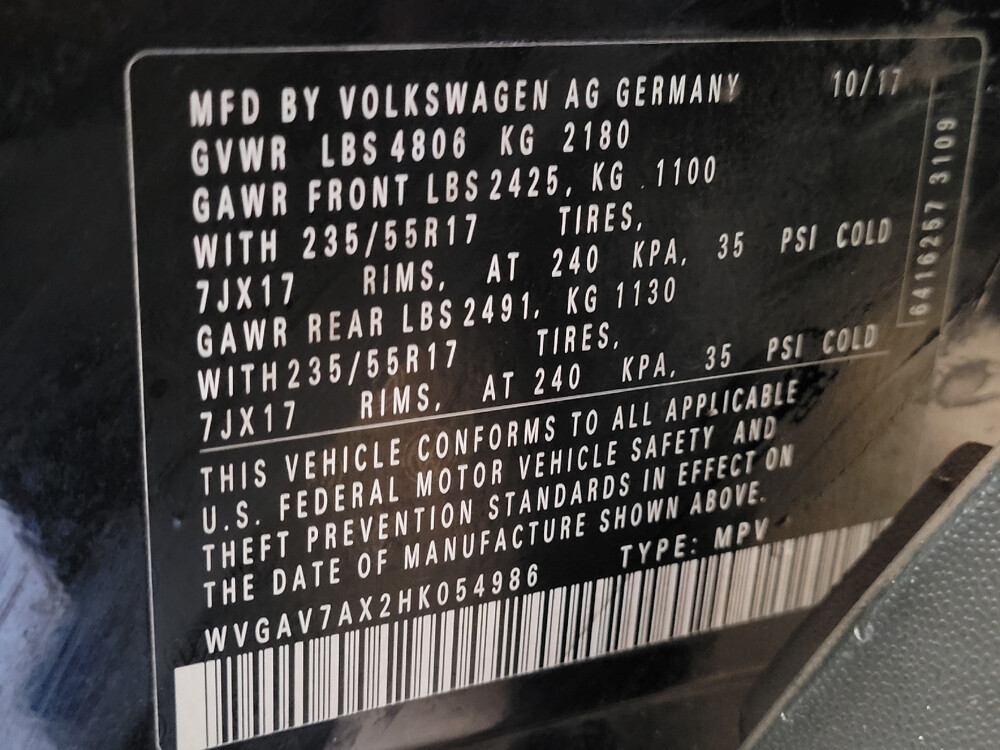 MFD BY VOLKSWAGEN AG GERMANY 10/17
GVWR LBS 4806 KG 2180
GAWR FRONT LBS 2425, KG 1100
WITH 235/55R17 TIRES,
7JX17 RIMS, AT 240 KPA, 35 PSI COLD
GAWR REAR LBS 2491, KG 1130
WITH 235/55R17 TIRES,
7JX17 RIMS, AT 240 KPA, 35 PSI COLD
THIS VEHICLE CONFORMS TO ALL APPLICABLE
U.S. FEDERAL MOTOR VEHICLE SAFETY AND
THEFT PREVENTION STANDARDS IN EFFECT ON
THE DATE OF MANUFACTURE SHOWN ABOVE.
WVGAV7AX2HK054986 TYPE: MPV
6416257 3109